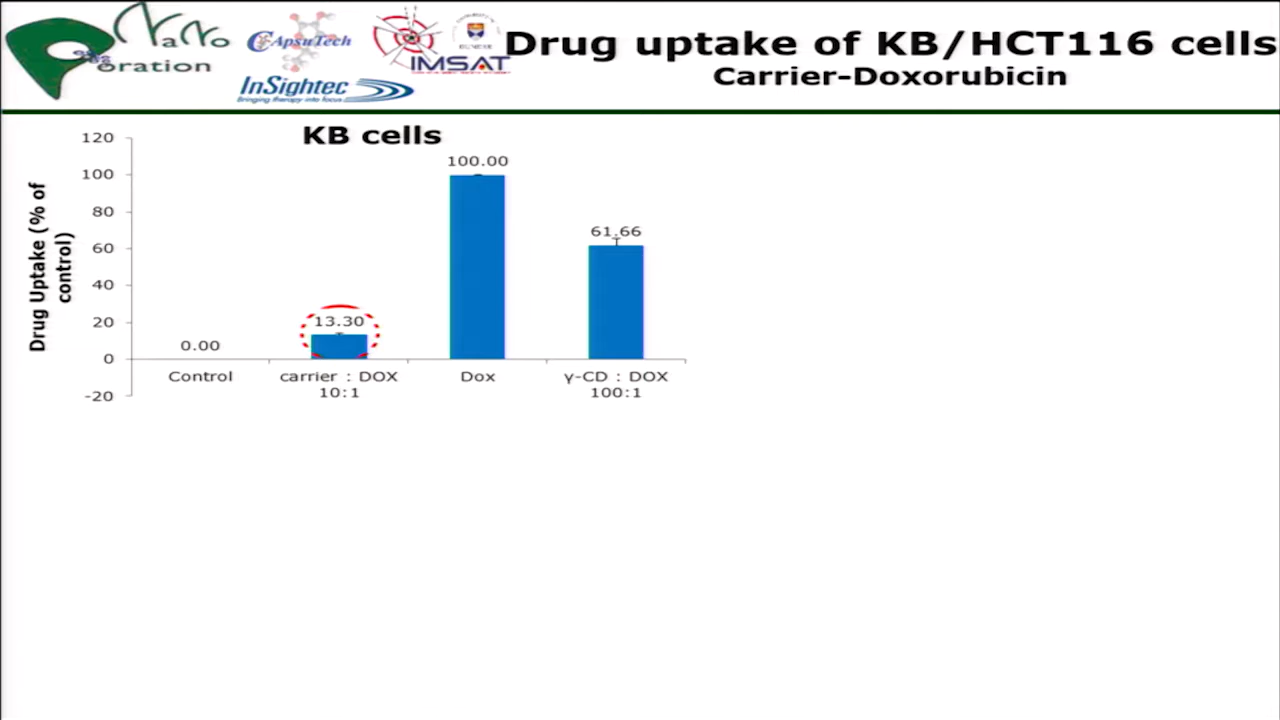 NaNo
oration
CApsuTech
InSightec
Bringing therapy into focus
DUNDEE
IMSAT
Drug uptake of KB/HCT116 cells
Carrier-Doxorubicin
KB cells
Drug Uptake (% of
control)
120
100
80
60
40
20
0
-20
0.00
13.30
100.00
61.66
Control
carrier : DOX
10:1
Dox
γ-CD : DOX
100:1